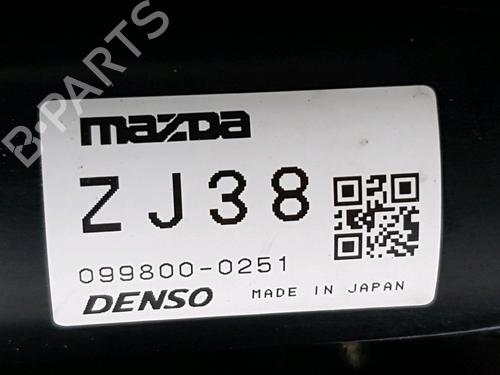 B-PARTS
mazda
ZJ38
099800-0251
DENSO MADE IN JAPAN